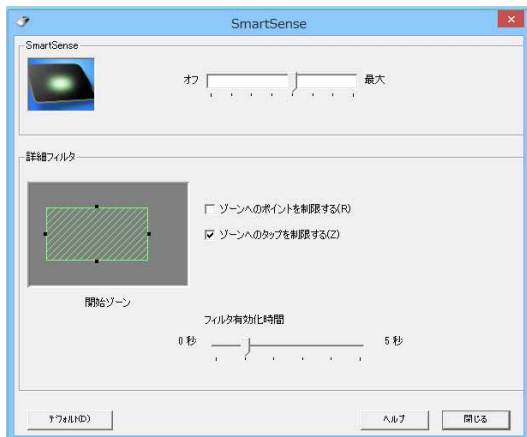 SmartSense
SmartSense
オフ
最大
詳細フィルタ
ゾーンへのポイントを制限する(R)
ゾーンへのタップを制限する(Z)
開始ゾーン
フィルタ有効化時間
0 秒
5 秒
デフォルト(D)
ヘルプ
閉じる